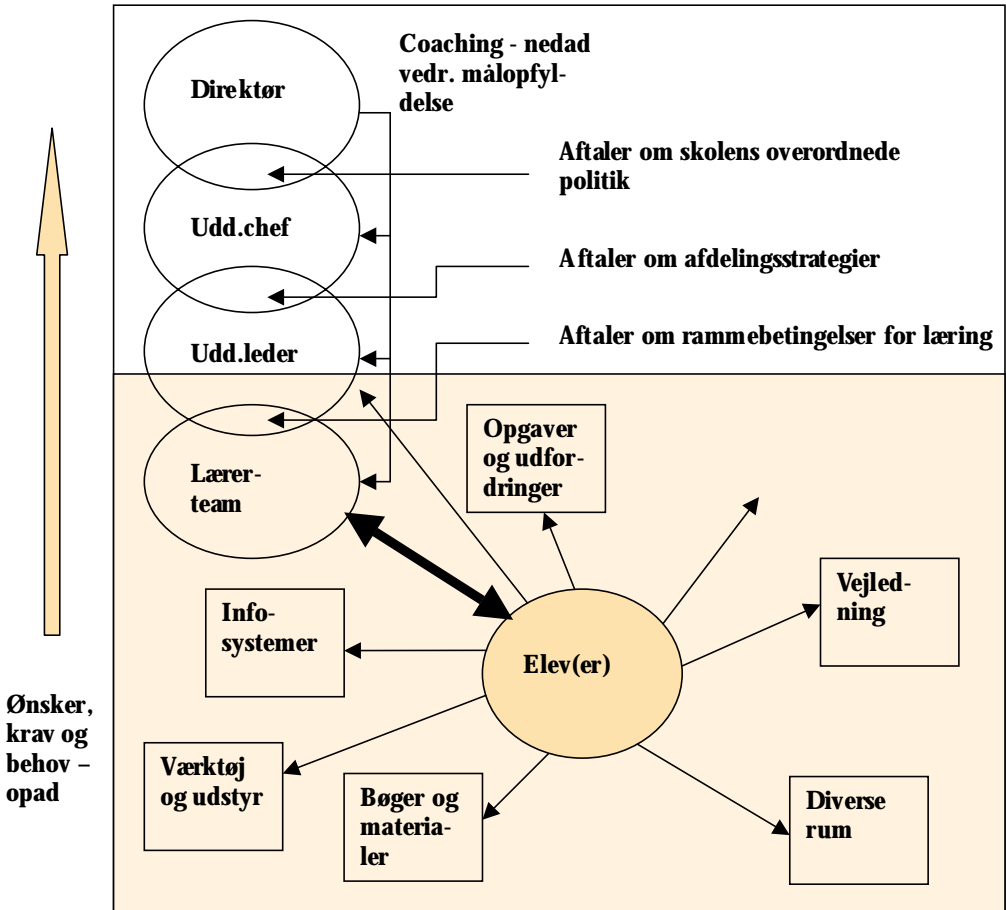 Direktør
Coaching - nedad
vedr. målopfyl-
delse
Aftaler om skolens overordnede
politik
Udd.chef
Aftaler om afdelingsstrategier
Udd.leder
Aftaler om rammebetingelser for læring
Lærer-
team
Opgaver
og udfor-
dringer
Vejled-
ning
Info-
systemer
Elev(er)
Ønsker,
krav og
behov –
opad
Værktøj
og udstyr
Bøger og
materia-
ler
Diverse
rum